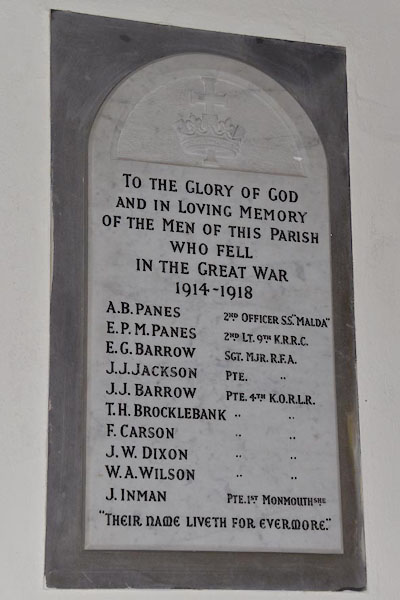 TO THE GLORY OF GOD
AND IN LOVING MEMORY
OF THE MEN OF THIS PARISH
WHO FELL
IN THE GREAT WAR
1914-1918
A.B. PANES 2ND OFFICER S.S. "MALDA"
E.P.M. PANES 2ND LT. 9TH K.R.R.C.
E.G. BARROW SGT. MJR. R.F.A.
J.J. JACKSON PTE. "
J.J. BARROW PTE. 4TH K.O.R.L.R.
T.H. BROCKLEBANK " "
F. CARSON " "
J.W. DIXON " "
W.A. WILSON " "
J. INMAN PTE. 1ST MONMOUTHSHE
"THEIR NAME LIVETH FOR EVERMORE."